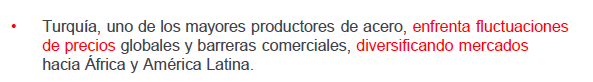 • Turquía, uno de los mayores productores de acero, enfrenta fluctuaciones
de precios globales y barreras comerciales, diversificando mercados
hacia África y América Latina.